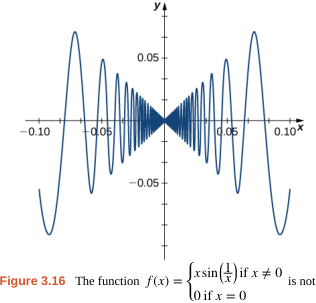 y
0.05
−0.10
−0.05
0.05
0.10
x
−0.05
Figure 3.16 The function f(x) = { x sin(1/x) if x ≠ 0 is not
0 if x = 0